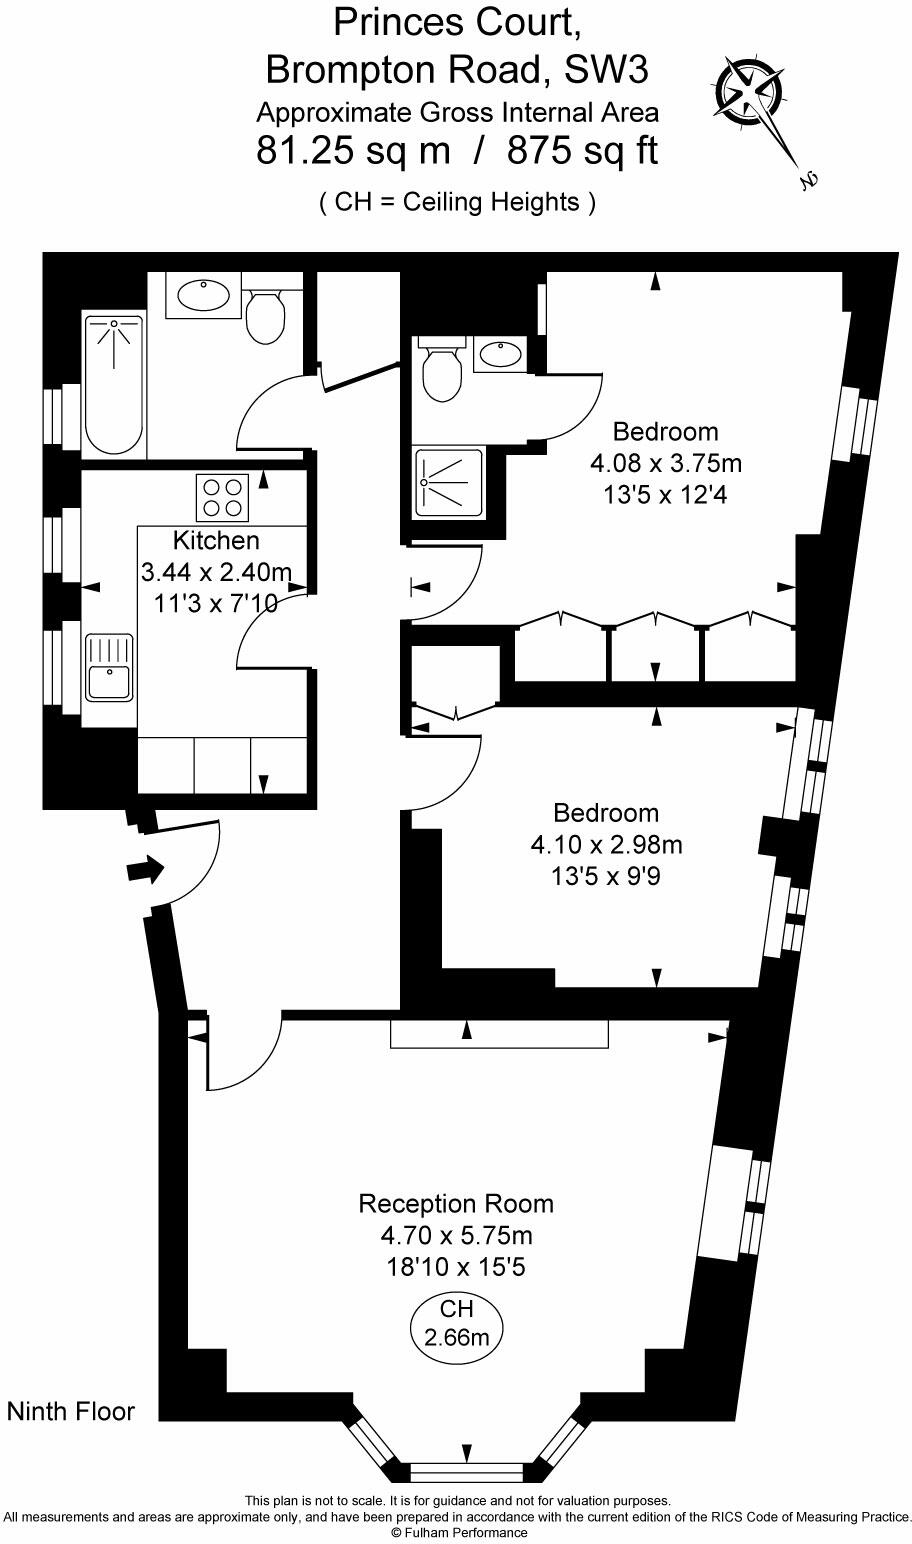 Princes Court,
Brompton Road, SW3
Approximate Gross Internal Area
81.25 sq m / 875 sq ft
( CH = Ceiling Heights )
N
Bedroom
4.08 x 3.75m
13'5 x 12'4
Kitchen
3.44 x 2.40m
11'3 x 7'10
Bedroom
4.10 x 2.98m
13'5 x 9'9
Reception Room
4.70 x 5.75m
18'10 x 15'5
CH
2.66m
Ninth Floor
This plan is not to scale. It is for guidance and not for valuation purposes.
All measurements and areas are approximate only, and have been prepared in accordance with the current edition of the RICS Code of Measuring Practice.
© Fulham Performance